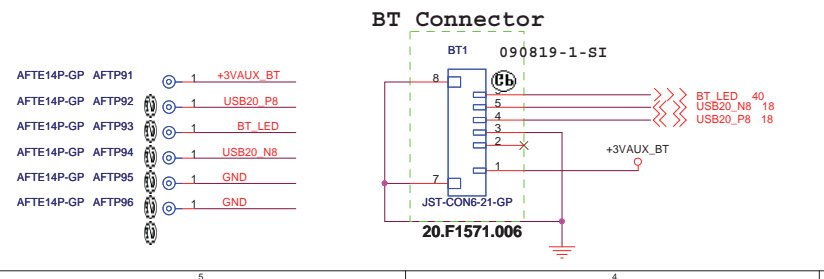 BT Connector
BT1
090819-1-SI
AFTE14P-GP AFTP91 1 +3VAUX_BT
AFTE14P-GP AFTP92 1 USB20_P8
AFTE14P-GP AFTP93 1 BT_LED
AFTE14P-GP AFTP94 1 USB20_N8
AFTE14P-GP AFTP95 1 GND
AFTE14P-GP AFTP96 1 GND
8
BT_LED 40
5 USB20_N8 18
4 USB20_P8 18
3
2
1
+3VAUX_BT
7
JST-CON6-21-GP
20.F1571.006
5 4